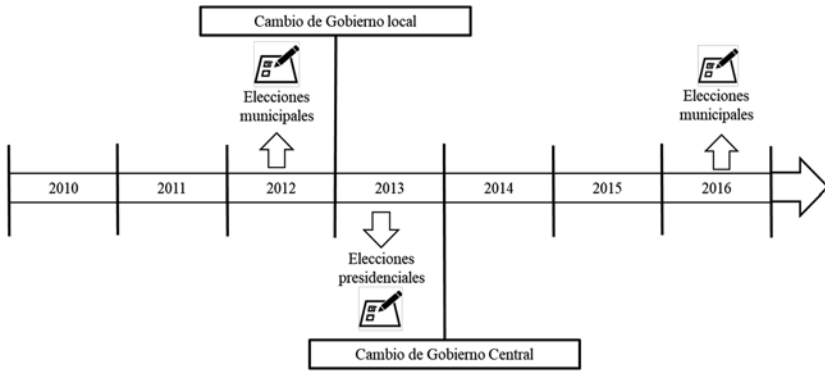 Cambio de Gobierno local
Elecciones
municipales
Elecciones
municipales
2010
2011
2012
2013
2014
2015
2016
Elecciones
presidenciales
Cambio de Gobierno Central